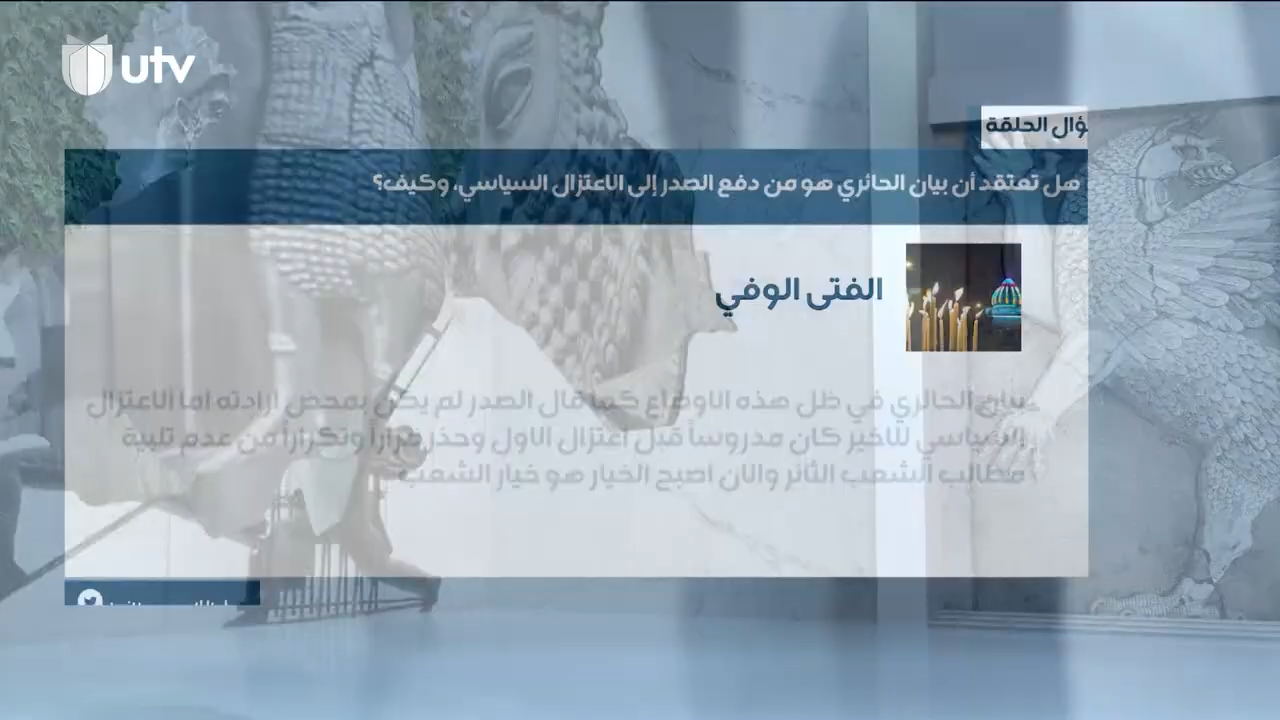 utv
ؤال الحلقة
هل تعتقد أن بيان الحائري هو من دفع الصدر إلى الاعتزال السياسي، وكيف؟
الفتى الوفي
بيان الحائري في ظل هذه الاوضاع كما قال الصدر لم يكن بمحض ارادته اما الاعتزال
السياسي للاخير كان مدروساً قبل اعتزال الاول وحذر مراراً وتكراراً من عدم تلبية
مطالب الشعب الثائر والان اصبح الخيار هو خيار الشعب